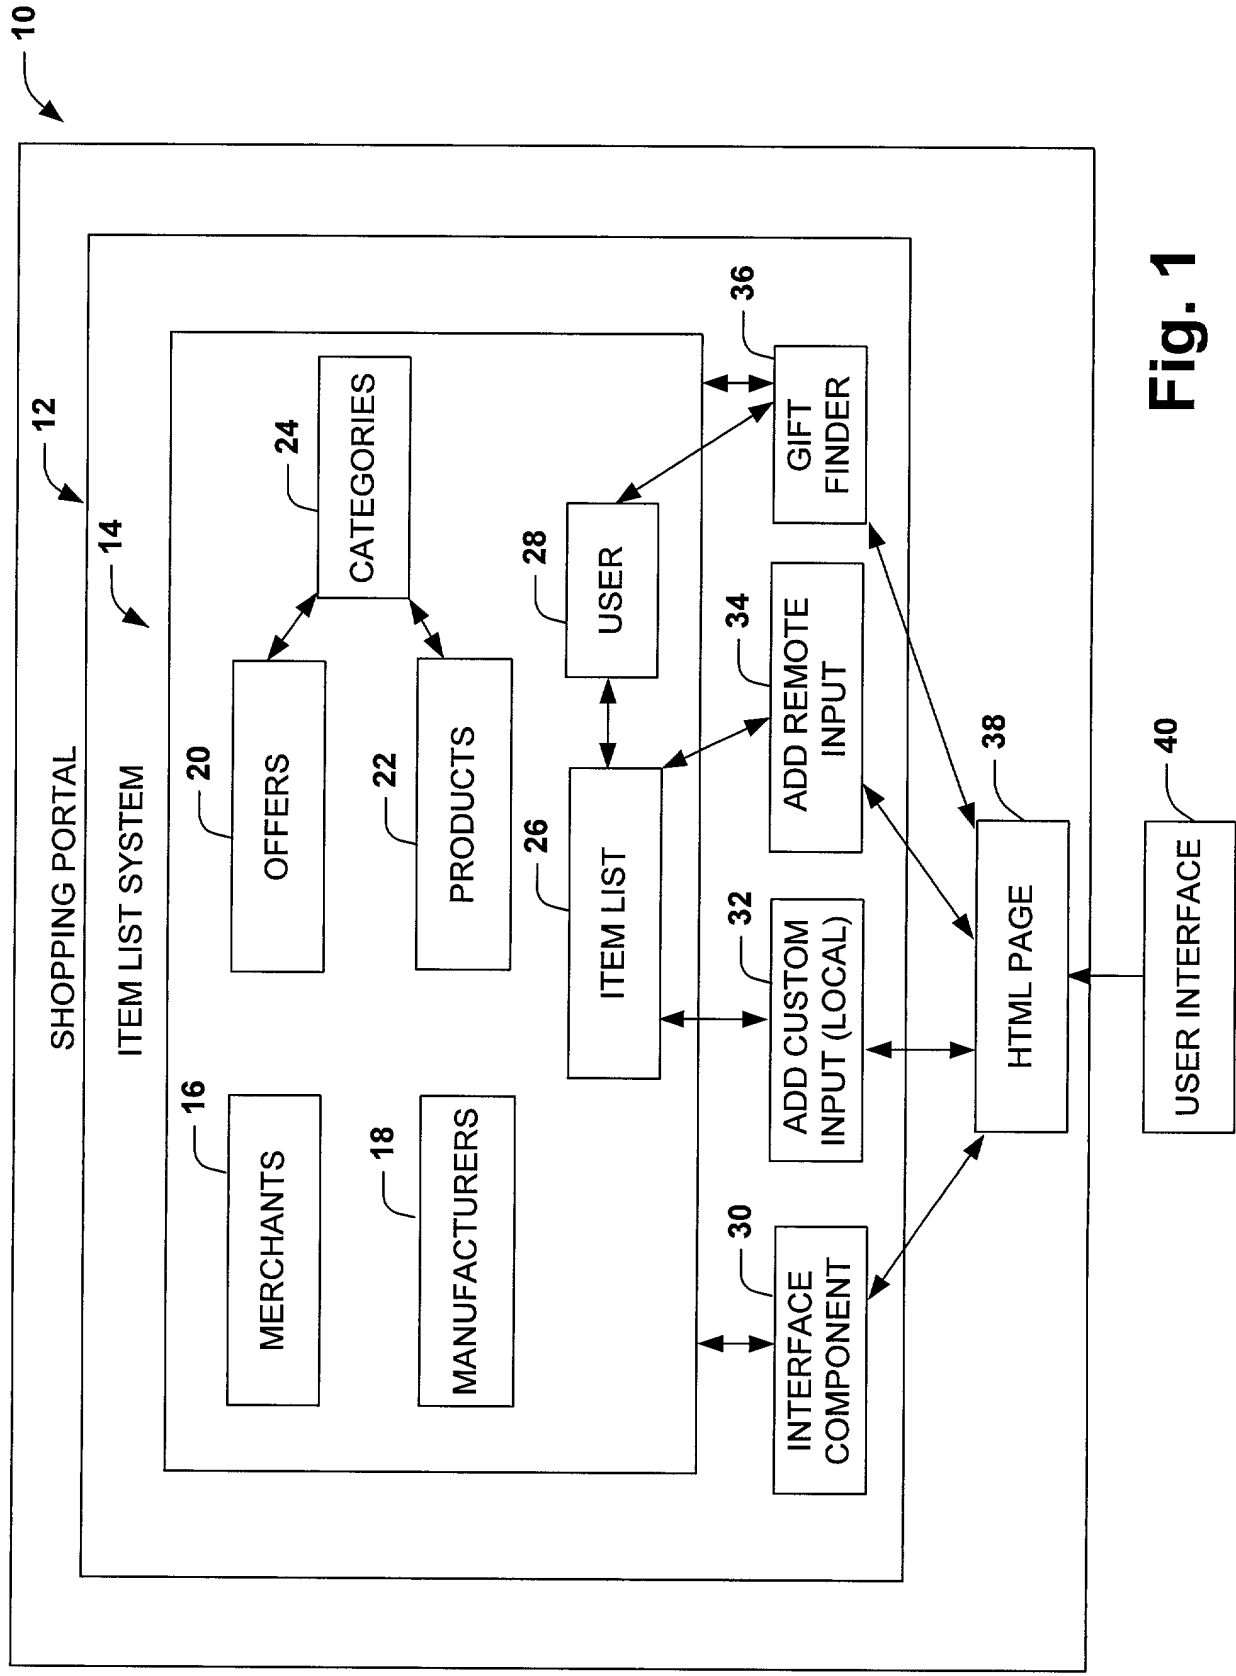 10
SHOPPING PORTAL
12
ITEM LIST SYSTEM
14
MERCHANTS
16
OFFERS
20
CATEGORIES
24
MANUFACTURERS
18
PRODUCTS
22
ITEM LIST
26
USER
28
INTERFACE
COMPONENT
30
ADD CUSTOM
INPUT (LOCAL)
32
ADD REMOTE
INPUT
34
GIFT
FINDER
36
HTML PAGE
38
USER INTERFACE
40
Fig. 1